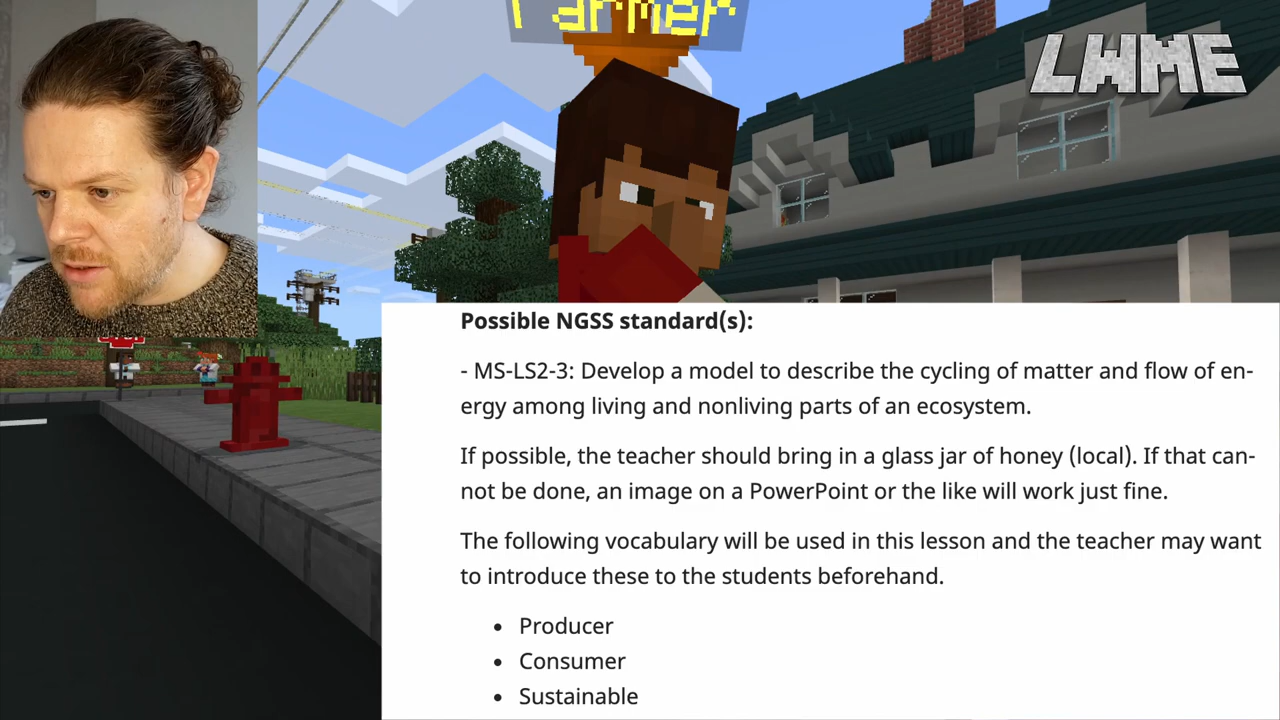 Farmer
LWME
Possible NGSS standard(s):
- MS-LS2-3: Develop a model to describe the cycling of matter and flow of en-
ergy among living and nonliving parts of an ecosystem.
If possible, the teacher should bring in a glass jar of honey (local). If that can-
not be done, an image on a PowerPoint or the like will work just fine.
The following vocabulary will be used in this lesson and the teacher may want
to introduce these to the students beforehand.
• Producer
• Consumer
• Sustainable